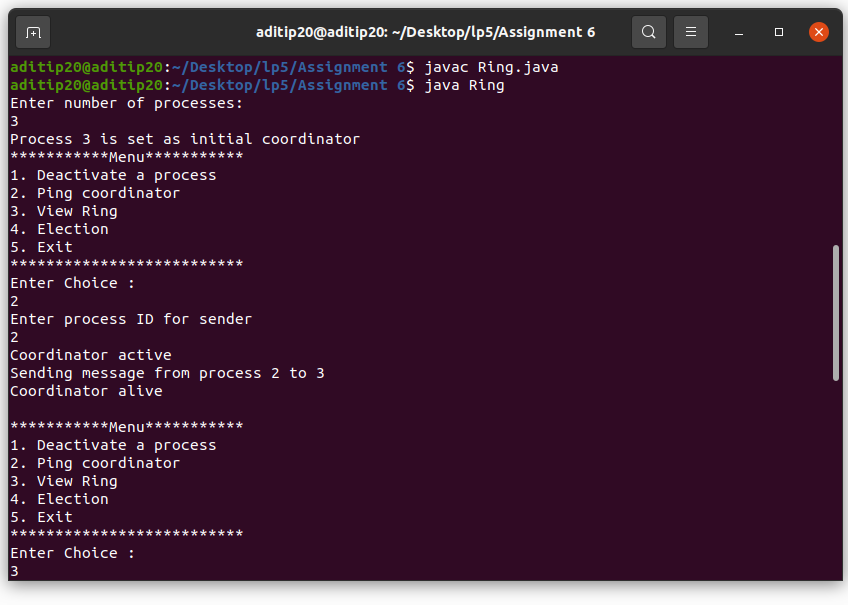 aditip20@aditip20: ~/Desktop/lp5/Assignment 6
aditip20@aditip20:~/Desktop/lp5/Assignment 6$ javac Ring.java
aditip20@aditip20:~/Desktop/lp5/Assignment 6$ java Ring
Enter number of processes:
3
Process 3 is set as initial coordinator
***********Menu***********
1. Deactivate a process
2. Ping coordinator
3. View Ring
4. Election
5. Exit
**************************
Enter Choice :
2
Enter process ID for sender
2
Coordinator active
Sending message from process 2 to 3
Coordinator alive
***********Menu***********
1. Deactivate a process
2. Ping coordinator
3. View Ring
4. Election
5. Exit
**************************
Enter Choice :
3